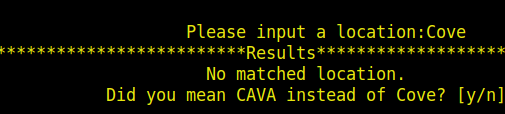 Please input a location:Cove
*************************Results*******************
No matched location.
Did you mean CAVA instead of Cove? [y/n]